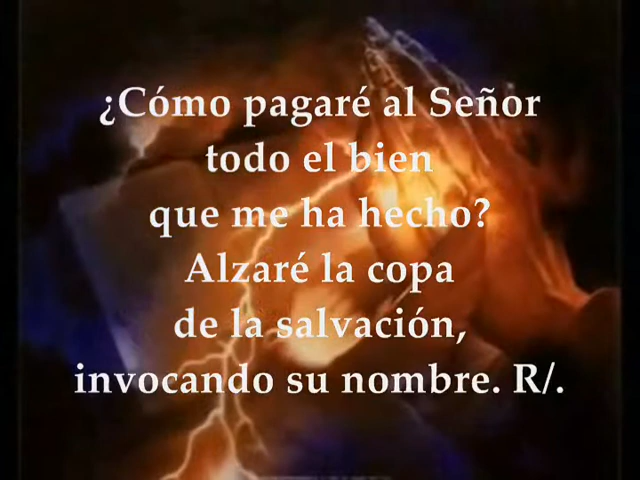 ¿Cómo pagaré al Señor
todo el bien
que me ha hecho?
Alzaré la copa
de la salvación,
invocando su nombre. R/.